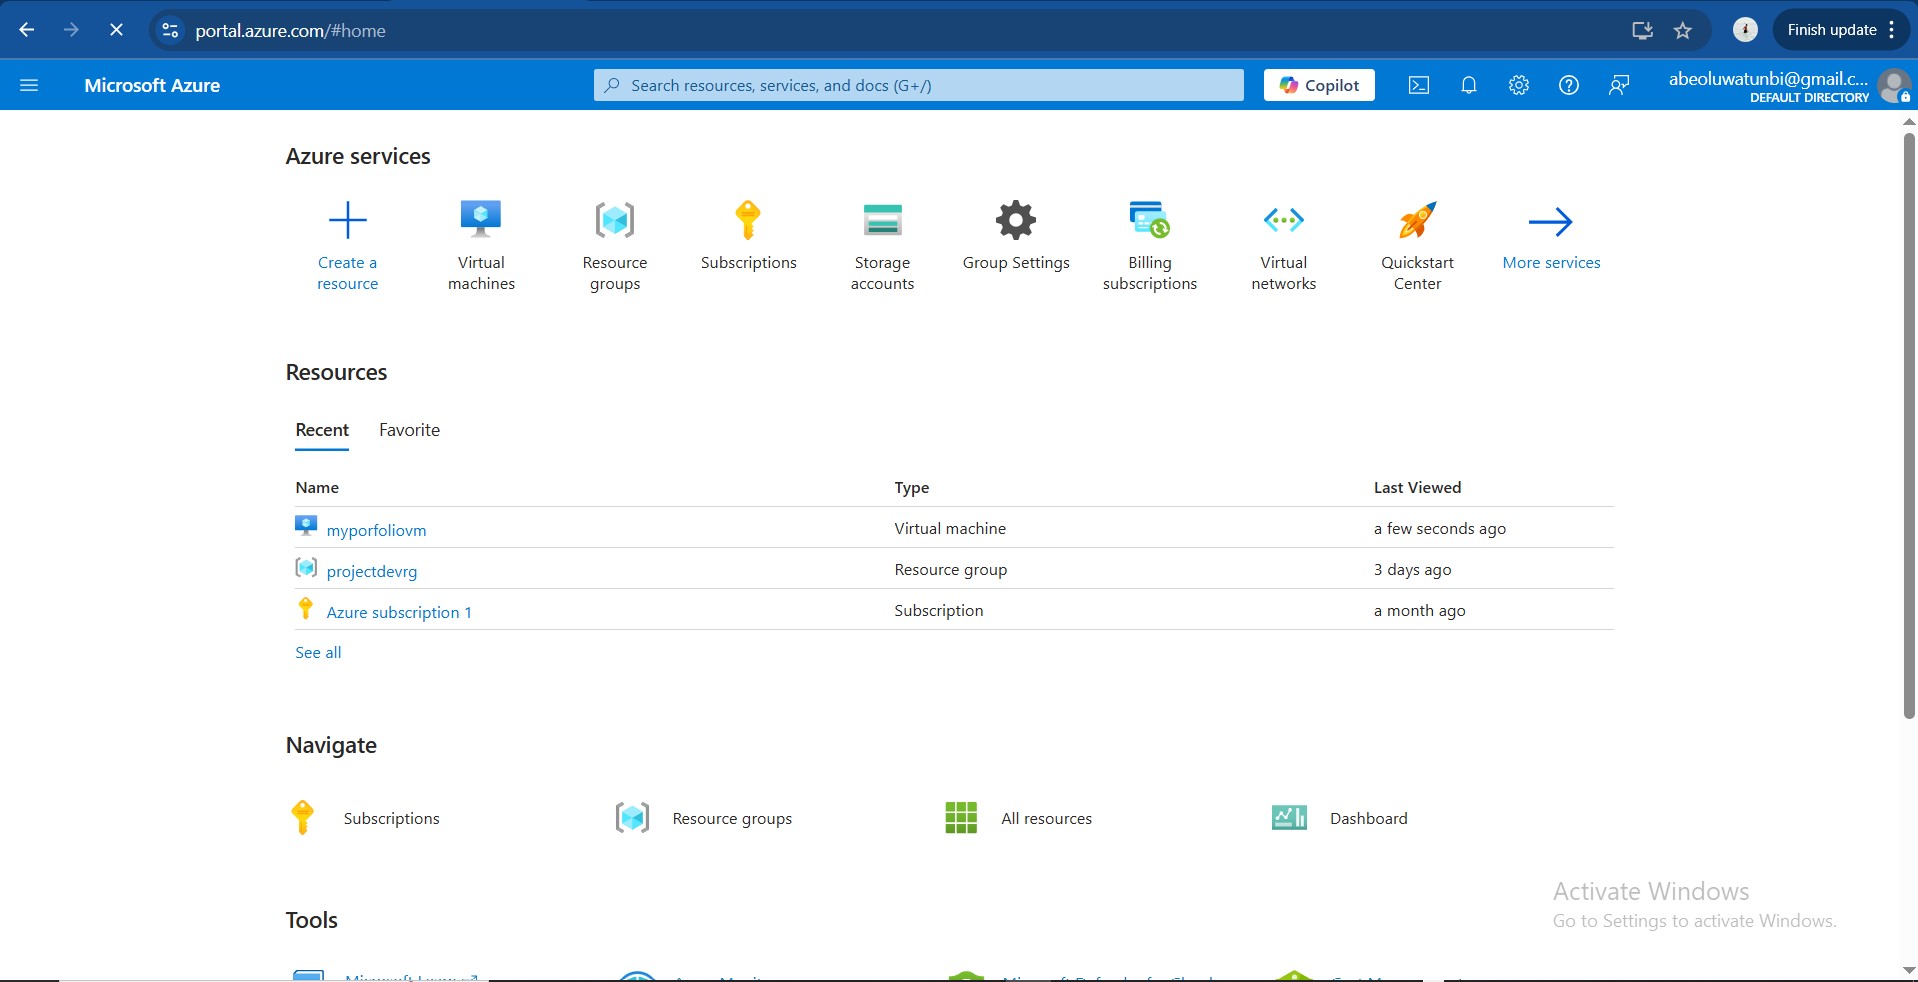 portal.azure.com/#home
Finish update
Microsoft Azure
Search resources, services, and docs (G+/)
Copilot
abeoluwatunbi@gmail.c...
DEFAULT DIRECTORY
Azure services
Create a resource
Virtual machines
Resource groups
Subscriptions
Storage accounts
Group Settings
Billing subscriptions
Virtual networks
Quickstart Center
More services
Resources
Recent
Favorite
Name
Type
Last Viewed
myporfoliovm
Virtual machine
a few seconds ago
projectdevrg
Resource group
3 days ago
Azure subscription 1
Subscription
a month ago
See all
Navigate
Subscriptions
Resource groups
All resources
Dashboard
Activate Windows
Go to Settings to activate Windows.
Tools